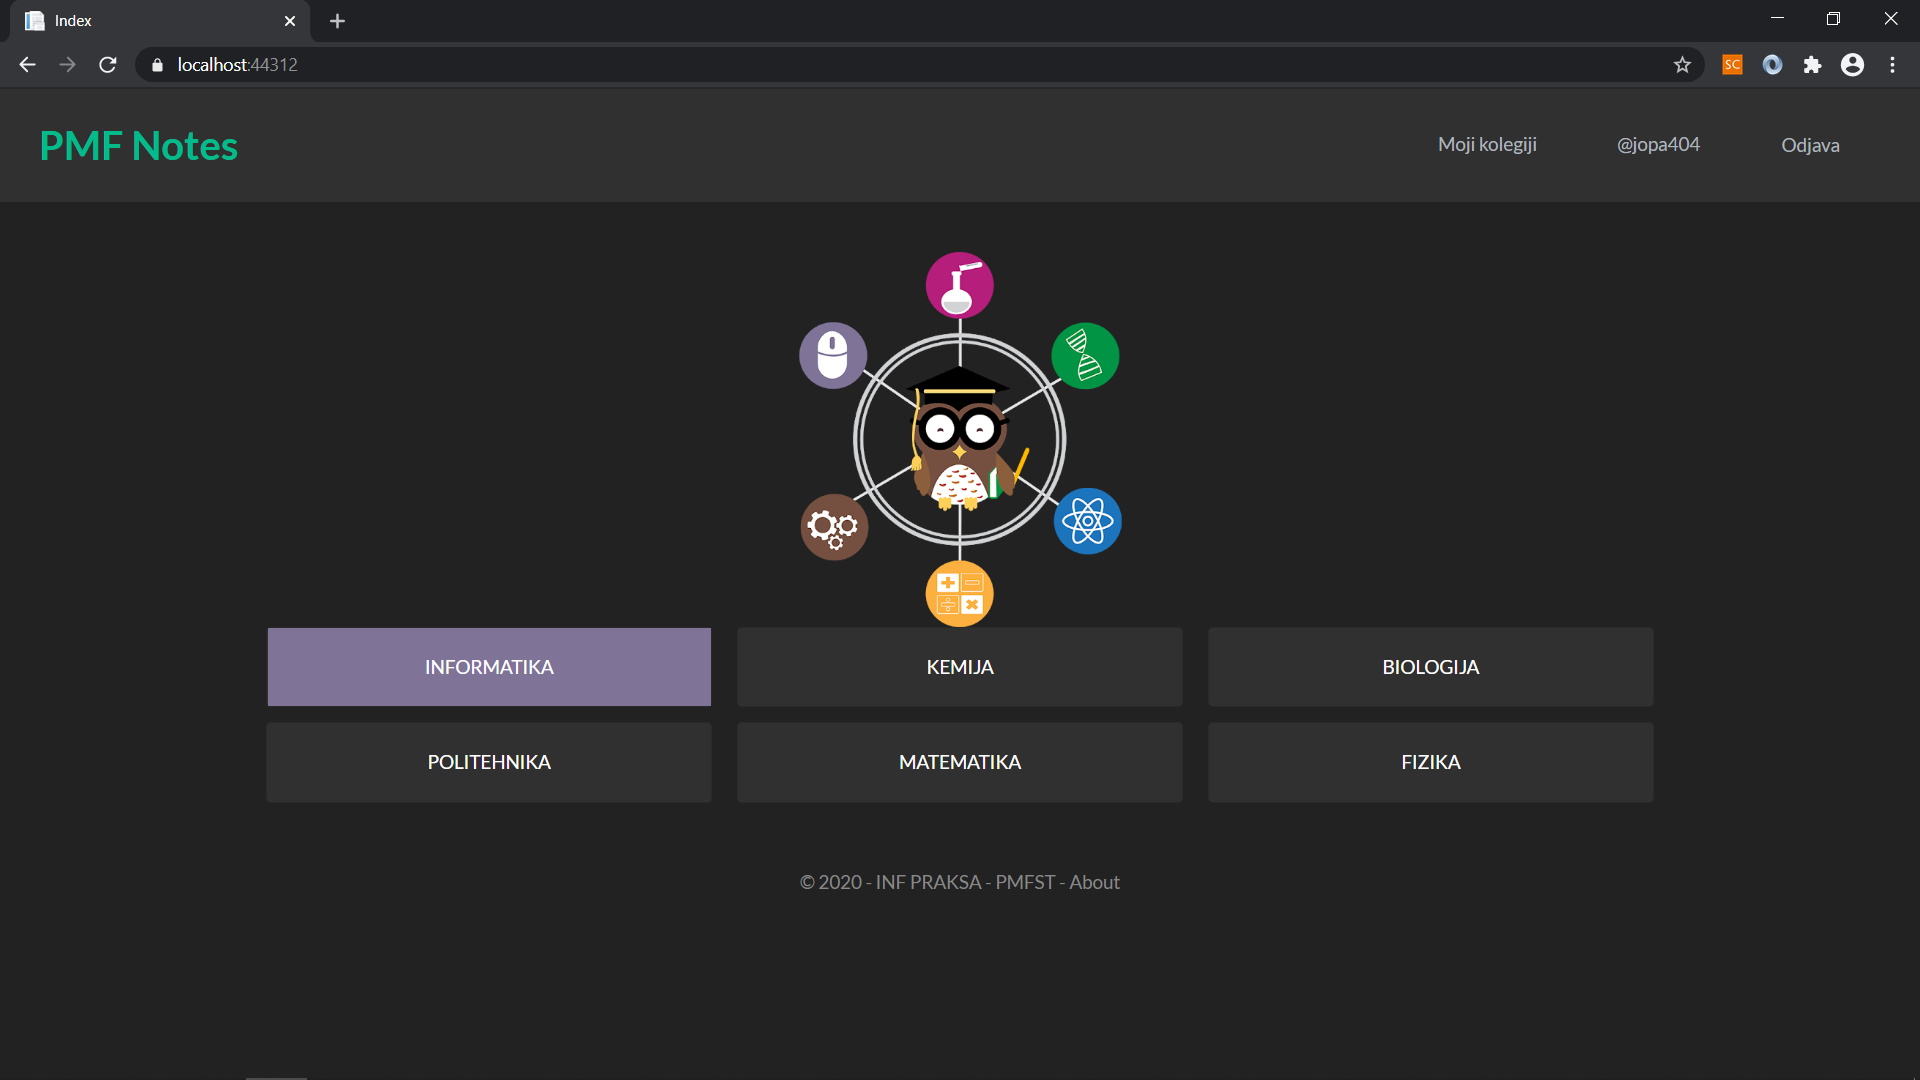 Index
localhost:44312
SC
PMF Notes
Moji kolegiji
@jopa404
Odjava
INFORMATIKA
KEMIJA
BIOLOGIJA
POLITEHNIKA
MATEMATIKA
FIZIKA
© 2020 - INF PRAKSA - PMFST - About